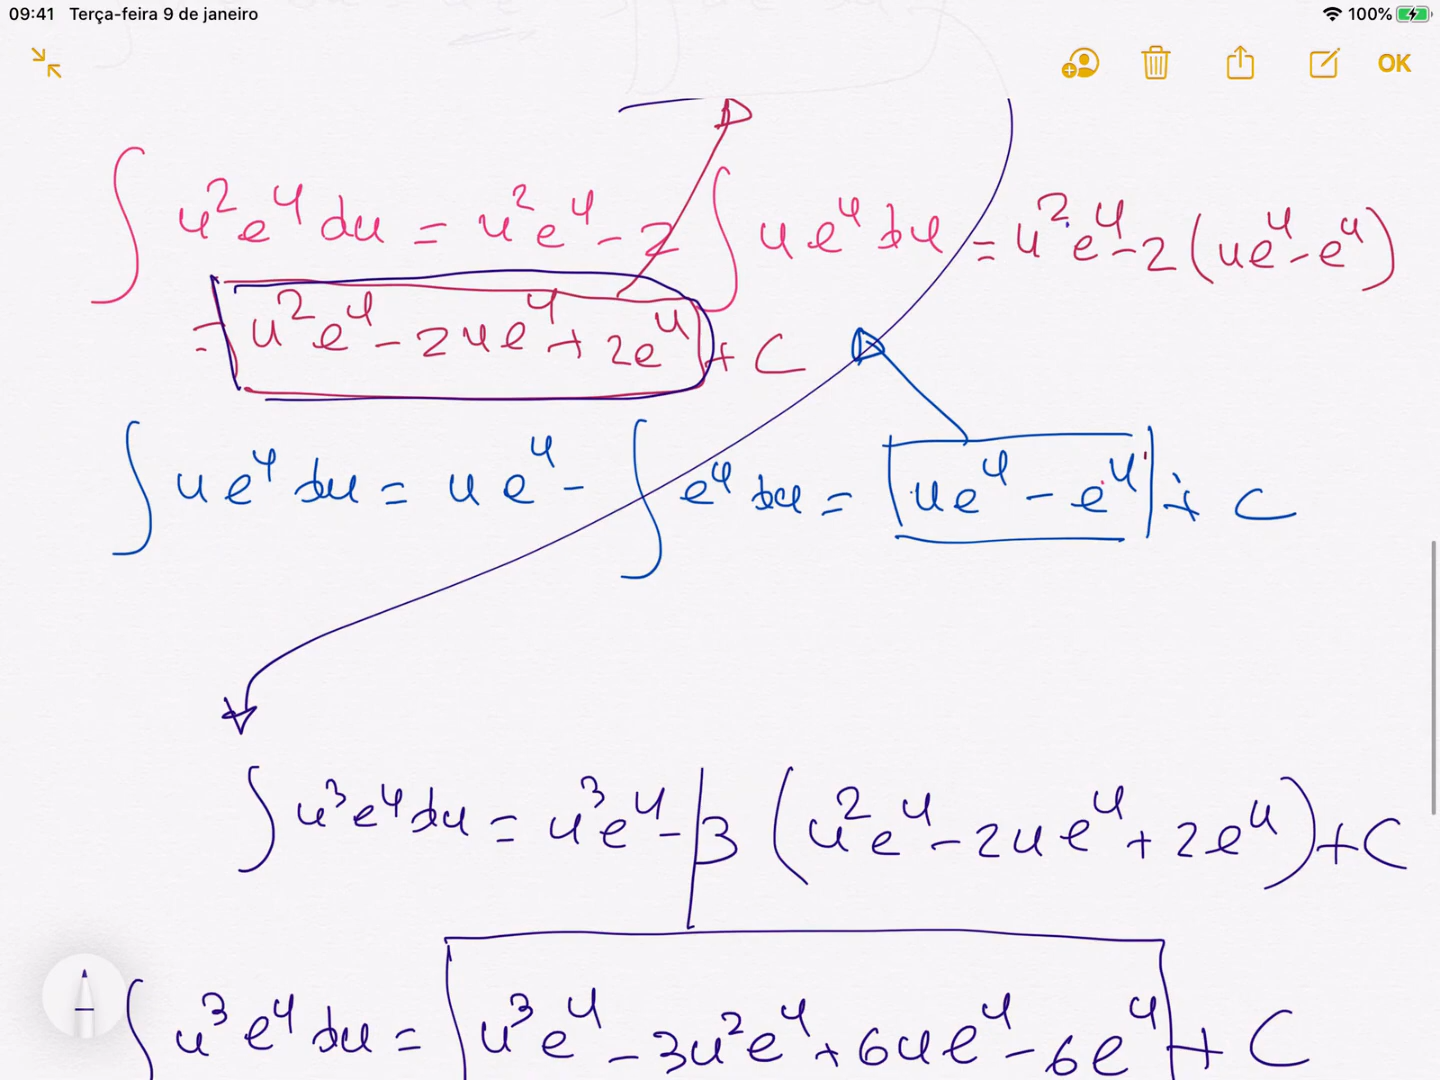 09:41 Terça-feira 9 de janeiro 100%
OK
∫ u²eᵘ du = u²eᵘ - 2 ∫ ueᵘ du = u²eᵘ - 2(ueᵘ - eᵘ)
= u²eᵘ - 2ueᵘ + 2eᵘ + C
∫ ueᵘ du = ueᵘ - ∫ eᵘ du = ueᵘ - eᵘ + C
∫ u³eᵘ du = u³eᵘ - 3 (u²eᵘ - 2ueᵘ + 2eᵘ) + C
∫ u³eᵘ du = u³eᵘ - 3u²eᵘ + 6ueᵘ - 6eᵘ + C